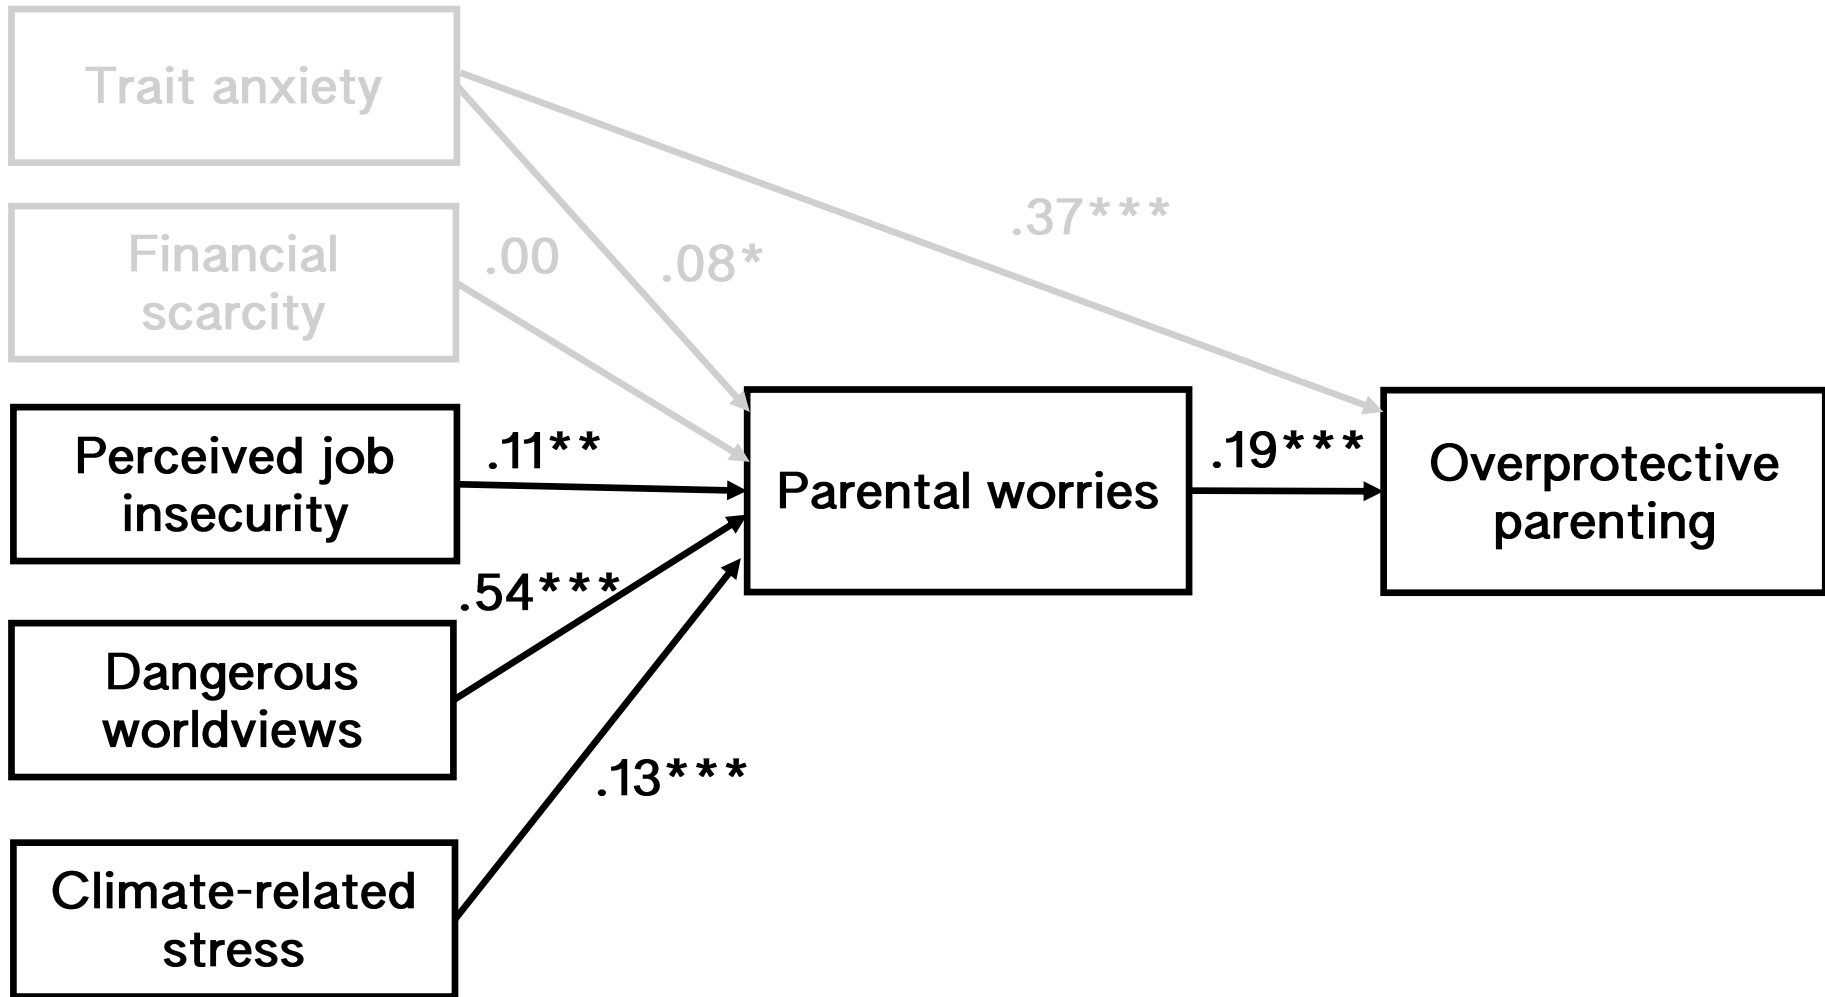 Trait anxiety
.37***
Financial
scarcity
.00
.08*
Perceived job
insecurity
.11**
Parental worries
.19***
Overprotective
parenting
.54***
Dangerous
worldviews
.13***
Climate-related
stress